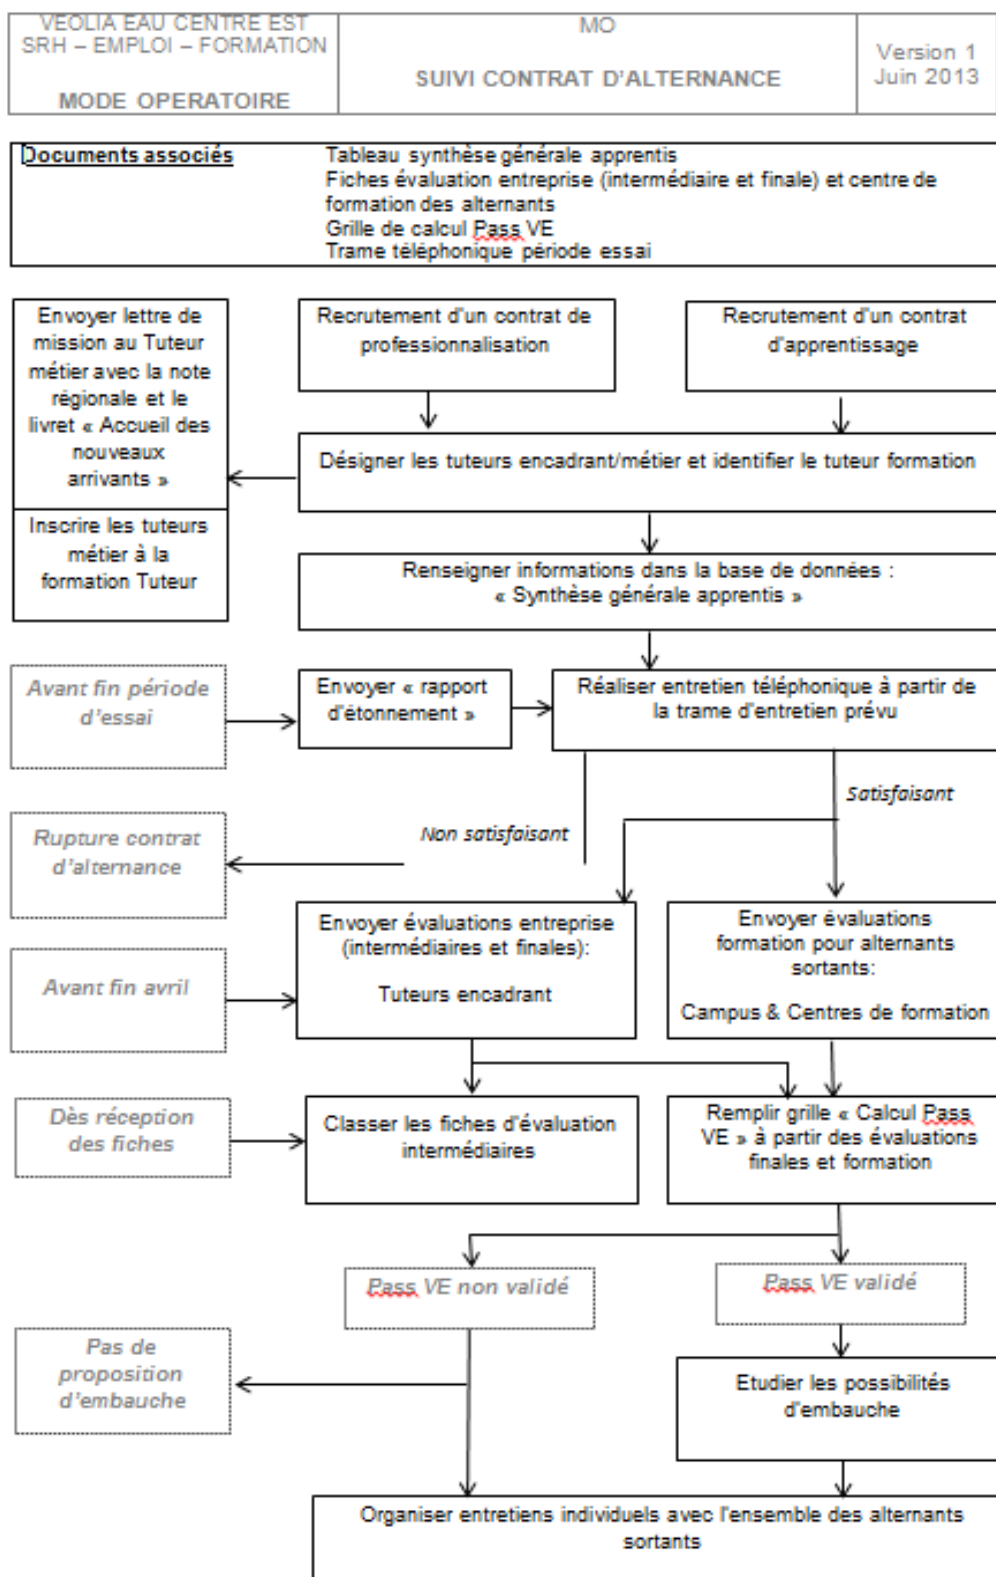 VEOLIA EAU CENTRE EST
SRH – EMPLOI – FORMATION
MODE OPERATOIRE
MO
SUIVI CONTRAT D'ALTERNANCE
Version 1
Juin 2013
Documents associés
Tableau synthèse générale apprentis
Fiches évaluation entreprise (intermédiaire et finale) et centre de
formation des alternants
Grille de calcul Pass VE
Trame téléphonique période essai
Envoyer lettre de
mission au Tuteur
métier avec la note
régionale et le
livret « Accueil des
nouveaux
arrivants »
Inscrire les tuteurs
métier à la
formation Tuteur
Recrutement d'un contrat de
professionnalisation
Recrutement d'un contrat
d'apprentissage
Désigner les tuteurs encadrant/métier et identifier le tuteur formation
Renseigner informations dans la base de données :
« Synthèse générale apprentis »
Avant fin période
d'essai
Envoyer « rapport
d'étonnement »
Réaliser entretien téléphonique à partir de
la trame d'entretien prévu
Satisfaisant
Non satisfaisant
Rupture contrat
d'alternance
Avant fin avril
Envoyer évaluations entreprise
(intermédiaires et finales):
Tuteurs encadrant
Envoyer évaluations
formation pour alternants
sortants:
Campus & Centres de formation
Dès réception
des fiches
Classer les fiches d'évaluation
intermédiaires
Remplir grille « Calcul Pass
VE » à partir des évaluations
finales et formation
Pass VE non validé
Pass VE validé
Pas de
proposition
d'embauche
Etudier les possibilités
d'embauche
Organiser entretiens individuels avec l'ensemble des alternants
sortants